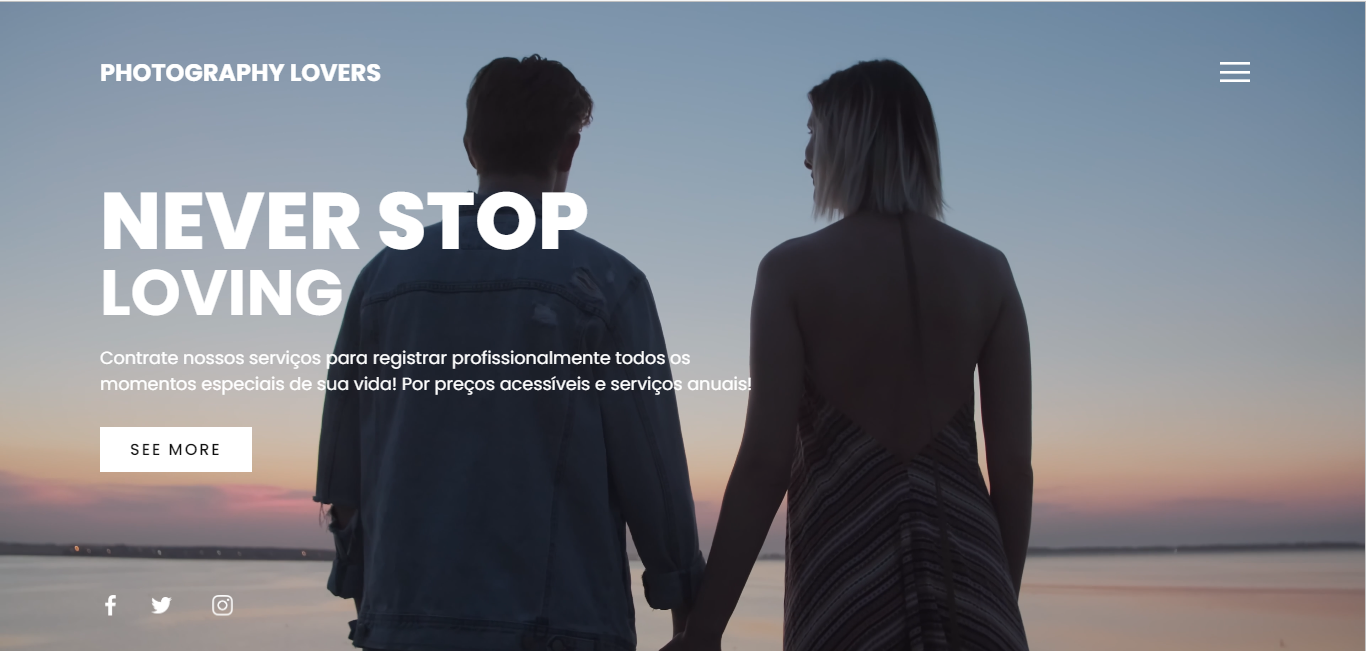 PHOTOGRAPHY LOVERS
NEVER STOP
LOVING
Contrate nossos serviços para registrar profissionalmente todos os
momentos especiais de sua vida! Por preços acessíveis e serviços anuais!
SEE MORE